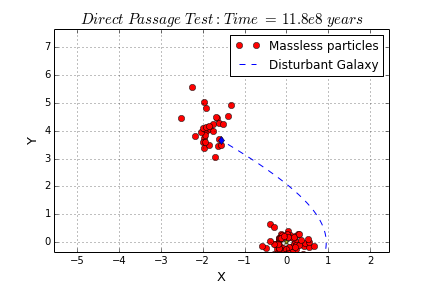 Direct Passage Test : Time = 11.8e8 years
Massless particles
Disturbant Galaxy
7
6
5
4
3
2
1
0
Y
−5 −4 −3 −2 −1 0 1 2
X